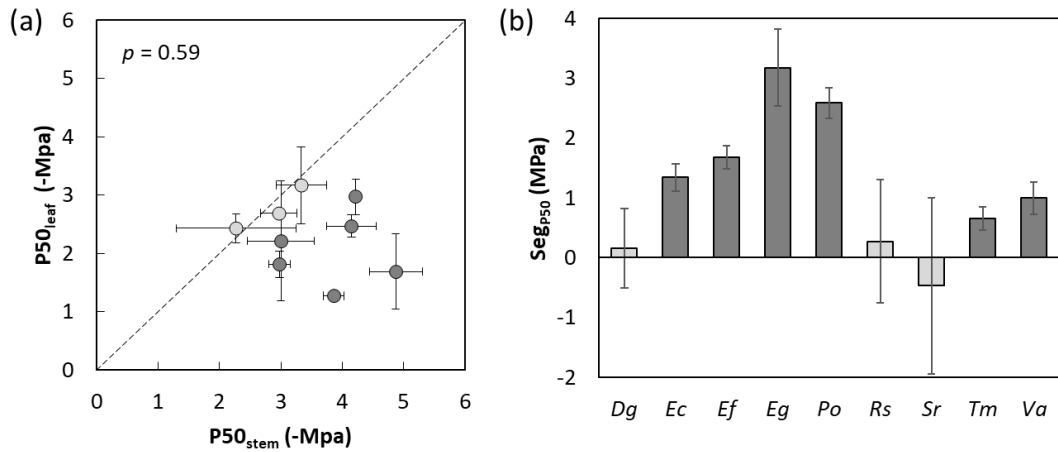 (a)
6
5
4
3
2
1
0
p = 0.59
P50leaf (-Mpa)
0 1 2 3 4 5 6
P50stem (-Mpa)
(b)
4
3
2
1
0
-1
-2
SegP50 (MPa)
Dg Ec Ef Eg Po Rs Sr Tm Va